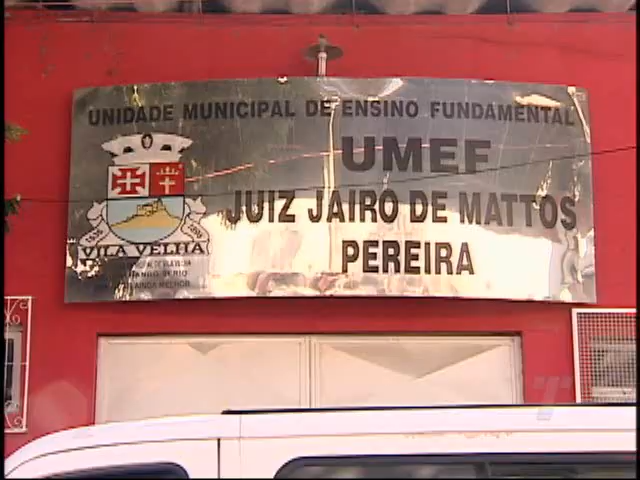 UNIDADE MUNICIPAL DE ENSINO FUNDAMENTAL
UMEF
JUIZ JAIRO DE MATTOS
PEREIRA
VILA VELHA